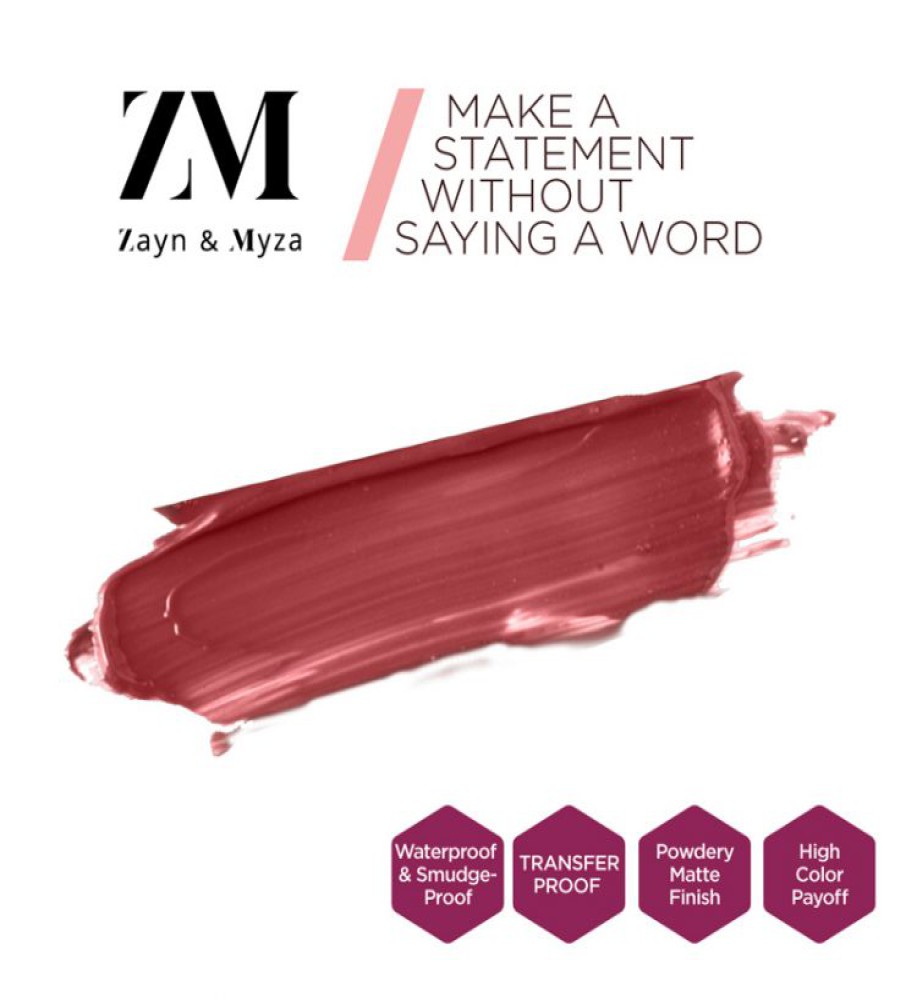 ZM
Zayn & Myza
MAKE A
STATEMENT
WITHOUT
SAYING A WORD
Waterproof
& Smudge-
Proof
TRANSFER
PROOF
Powdery
Matte
Finish
High
Color
Payoff